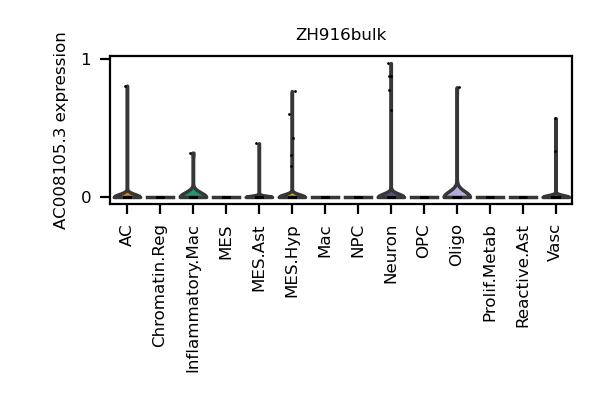 ZH916bulk
AC008105.3 expression
1
0
AC
Chromatin.Reg
Inflammatory.Mac
MES
MES.Ast
MES.Hyp
Mac
NPC
Neuron
OPC
Oligo
Prolif.Metab
Reactive.Ast
Vasc